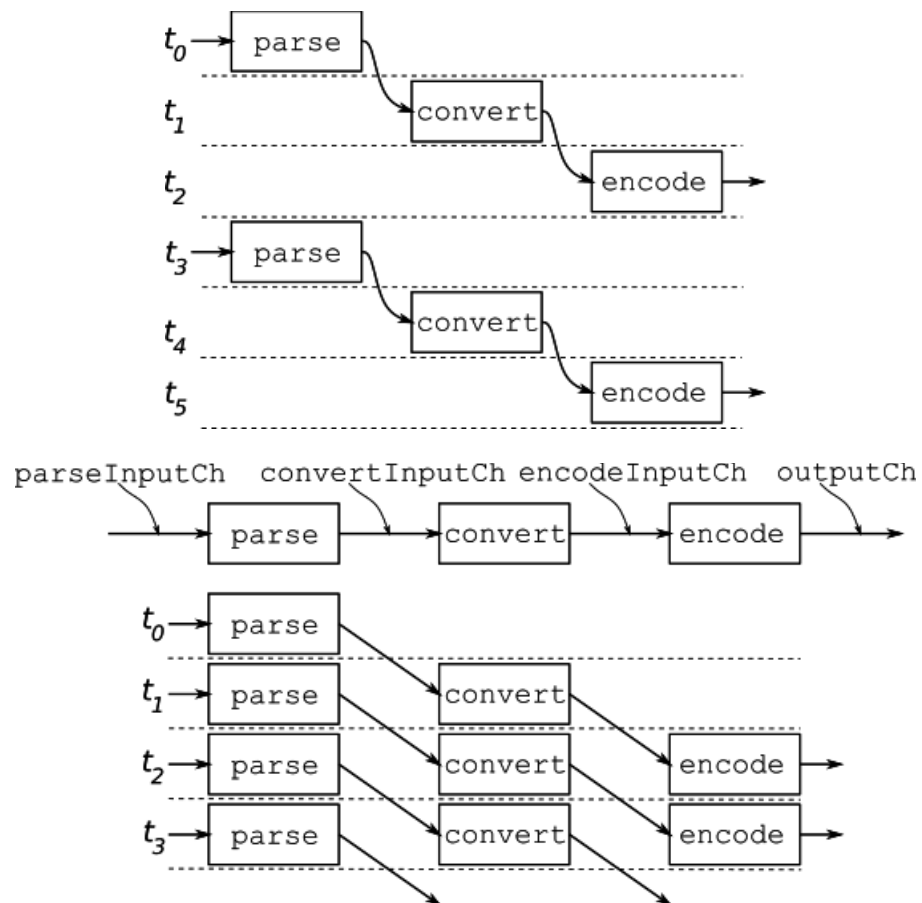 t0 parse
t1 convert
t2 encode
t3 parse
t4 convert
t5 encode
parseInputCh convertInputCh encodeInputCh outputCh
parse convert encode
t0 parse
t1 parse convert
t2 parse convert encode
t3 parse convert encode